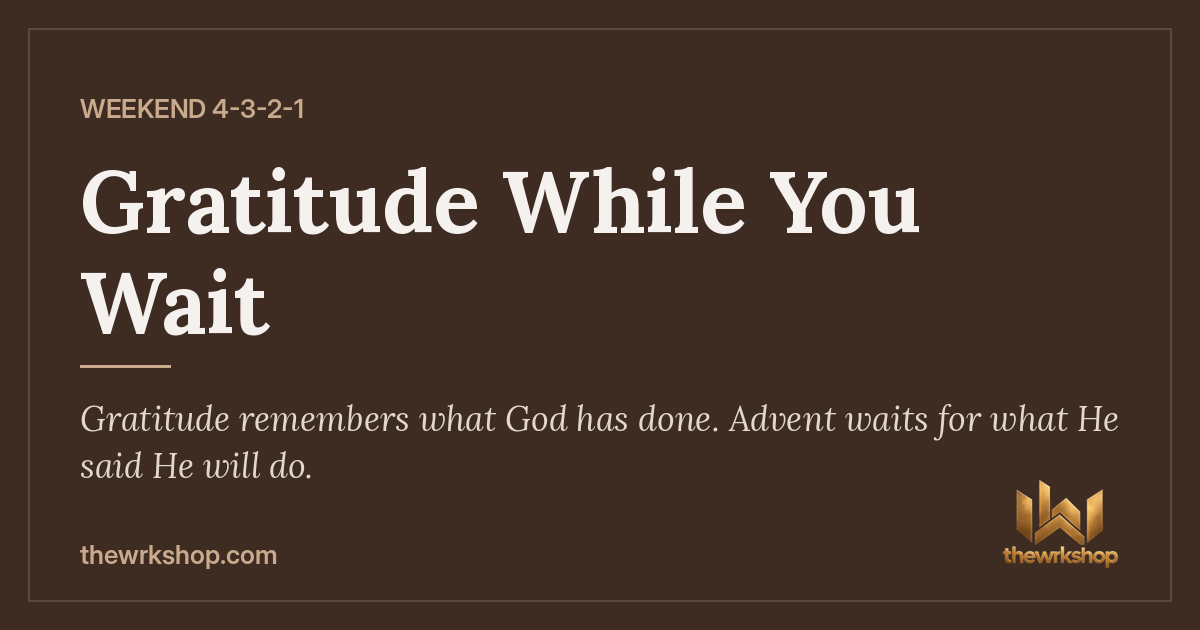 WEEKEND 4-3-2-1
Gratitude While You
Wait
Gratitude remembers what God has done. Advent waits for what He
said He will do.
thewrkshop.com
thewrkshop